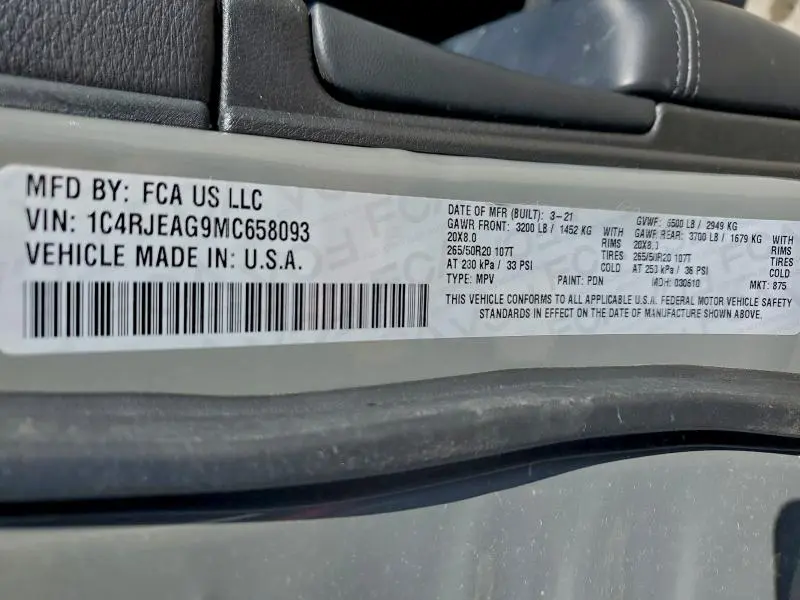 MFD BY: FCA US LLC
VIN: 1C4RJEAG9MC658093
VEHICLE MADE IN: U.S.A.
DATE OF MFR (BUILT): 3-21 GVWF: 6500 LB / 2949 KG
GAWR FRONT: 3200 LB / 1452 KG WITH GAWR REAR: 3700 LB / 1679 KG WITH
20X8.0 RIMS 20X8.0 RIMS
265/50R20 107T TIRES 265/50R20 107T TIRES
AT 230 kPa / 33 PSI COLD AT 250 kPa / 36 PSI COLD
TYPE: MPV PAINT: PDN MDH: 030610 MKT: 875
THIS VEHICLE CONFORMS TO ALL APPLICABLE U.S.A. FEDERAL MOTOR VEHICLE SAFETY
STANDARDS IN EFFECT ON THE DATE OF MANUFACTURE SHOWN ABOVE.